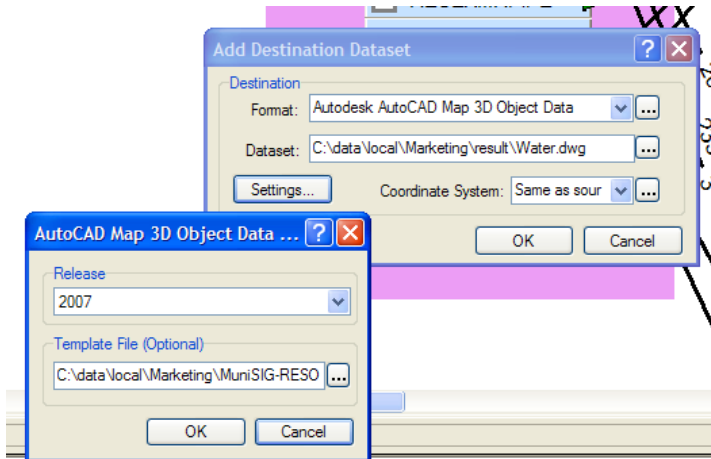 Add Destination Dataset
Destination
Format: Autodesk AutoCAD Map 3D Object Data ...
Dataset: C:\data\local\Marketing\result\Water.dwg ...
Settings... Coordinate System: Same as sour ...
OK Cancel
AutoCAD Map 3D Object Data ...
Release
2007
Template File (Optional)
C:\data\local\Marketing\MuniSIG-RESO ...
OK Cancel